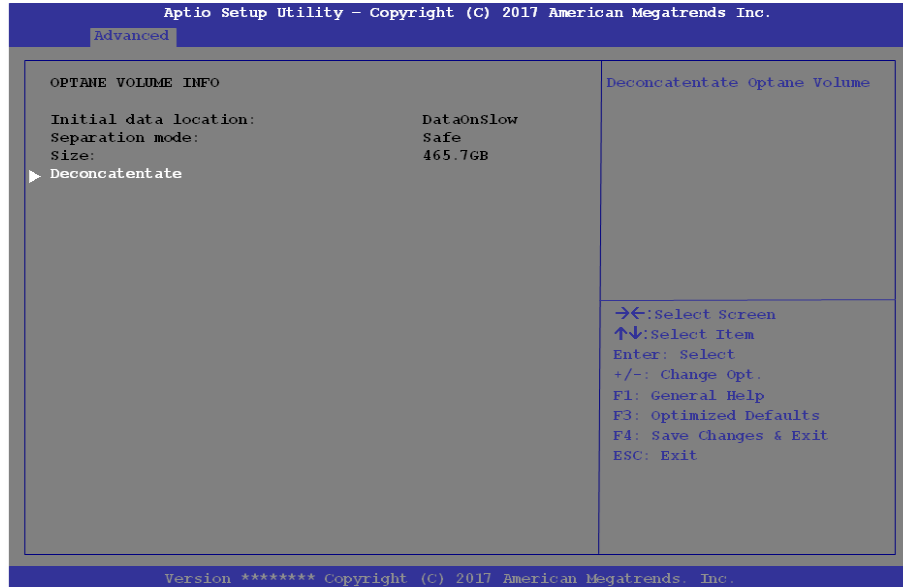 Aptio Setup Utility – Copyright (C) 2017 American Megatrends Inc.
Advanced
OPTANE VOLUME INFO
Initial data location: DataOnSlow
Separation mode: Safe
Size: 465.7GB
Deconcatentate
Deconcatentate Optane Volume
→←:Select Screen
↑↓:Select Item
Enter: Select
+/-: Change Opt.
F1: General Help
F3: Optimized Defaults
F4: Save Changes & Exit
ESC: Exit
Version ******** Copyright (C) 2017 American Megatrends. Inc.